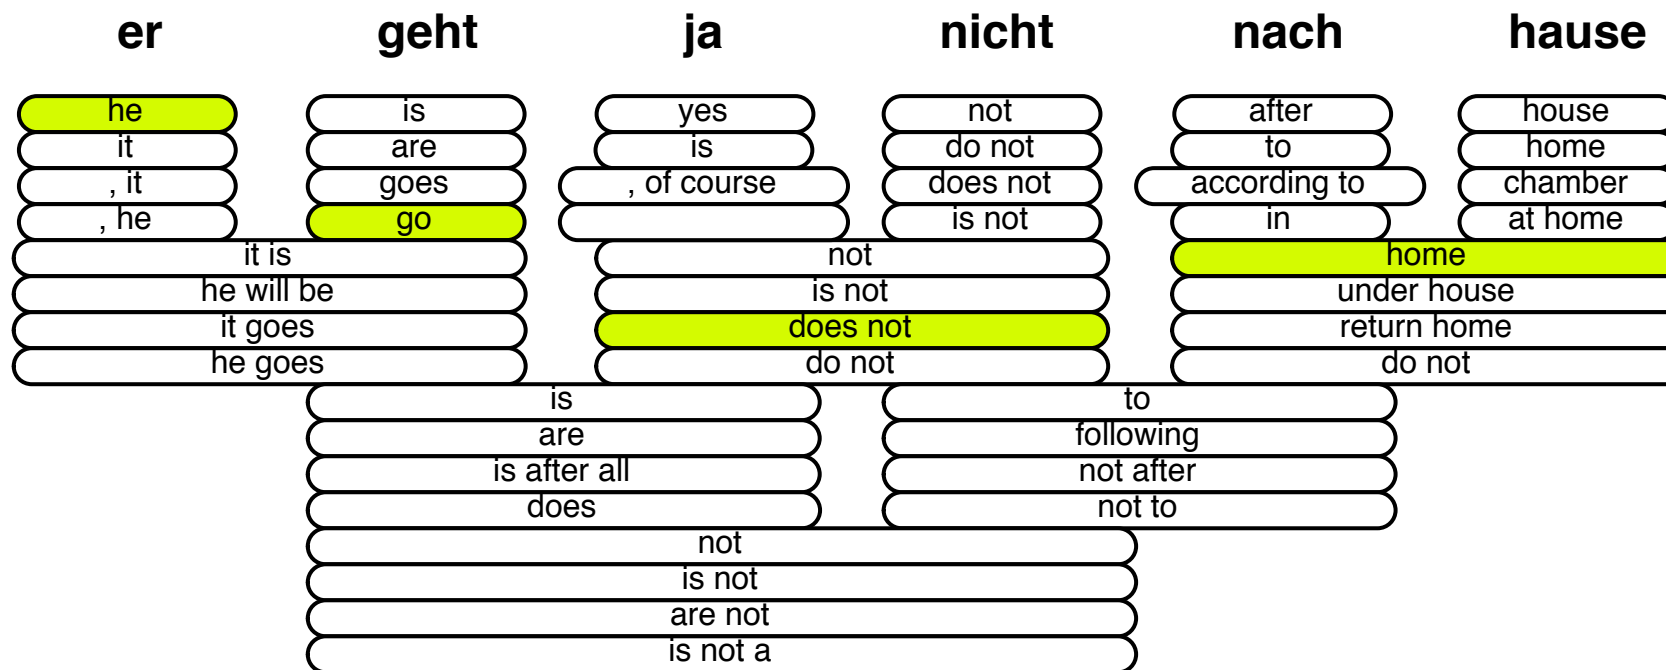 er geht ja nicht nach hause
he is yes not after house
it are is do not to home
, it goes , of course does not according to chamber
, he go is not in at home
it is not home
he will be is not under house
it goes does not return home
he goes do not do not
is to
are following
is after all not after
does not to
not
is not
are not
is not a